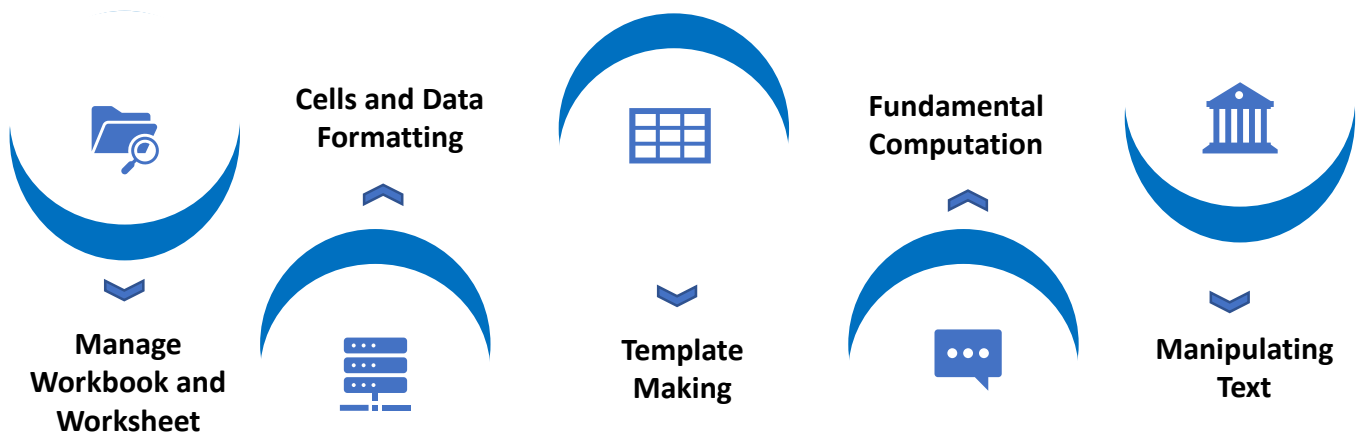 Manage
Workbook and
Worksheet
Cells and Data
Formatting
Template
Making
Fundamental
Computation
Manipulating
Text